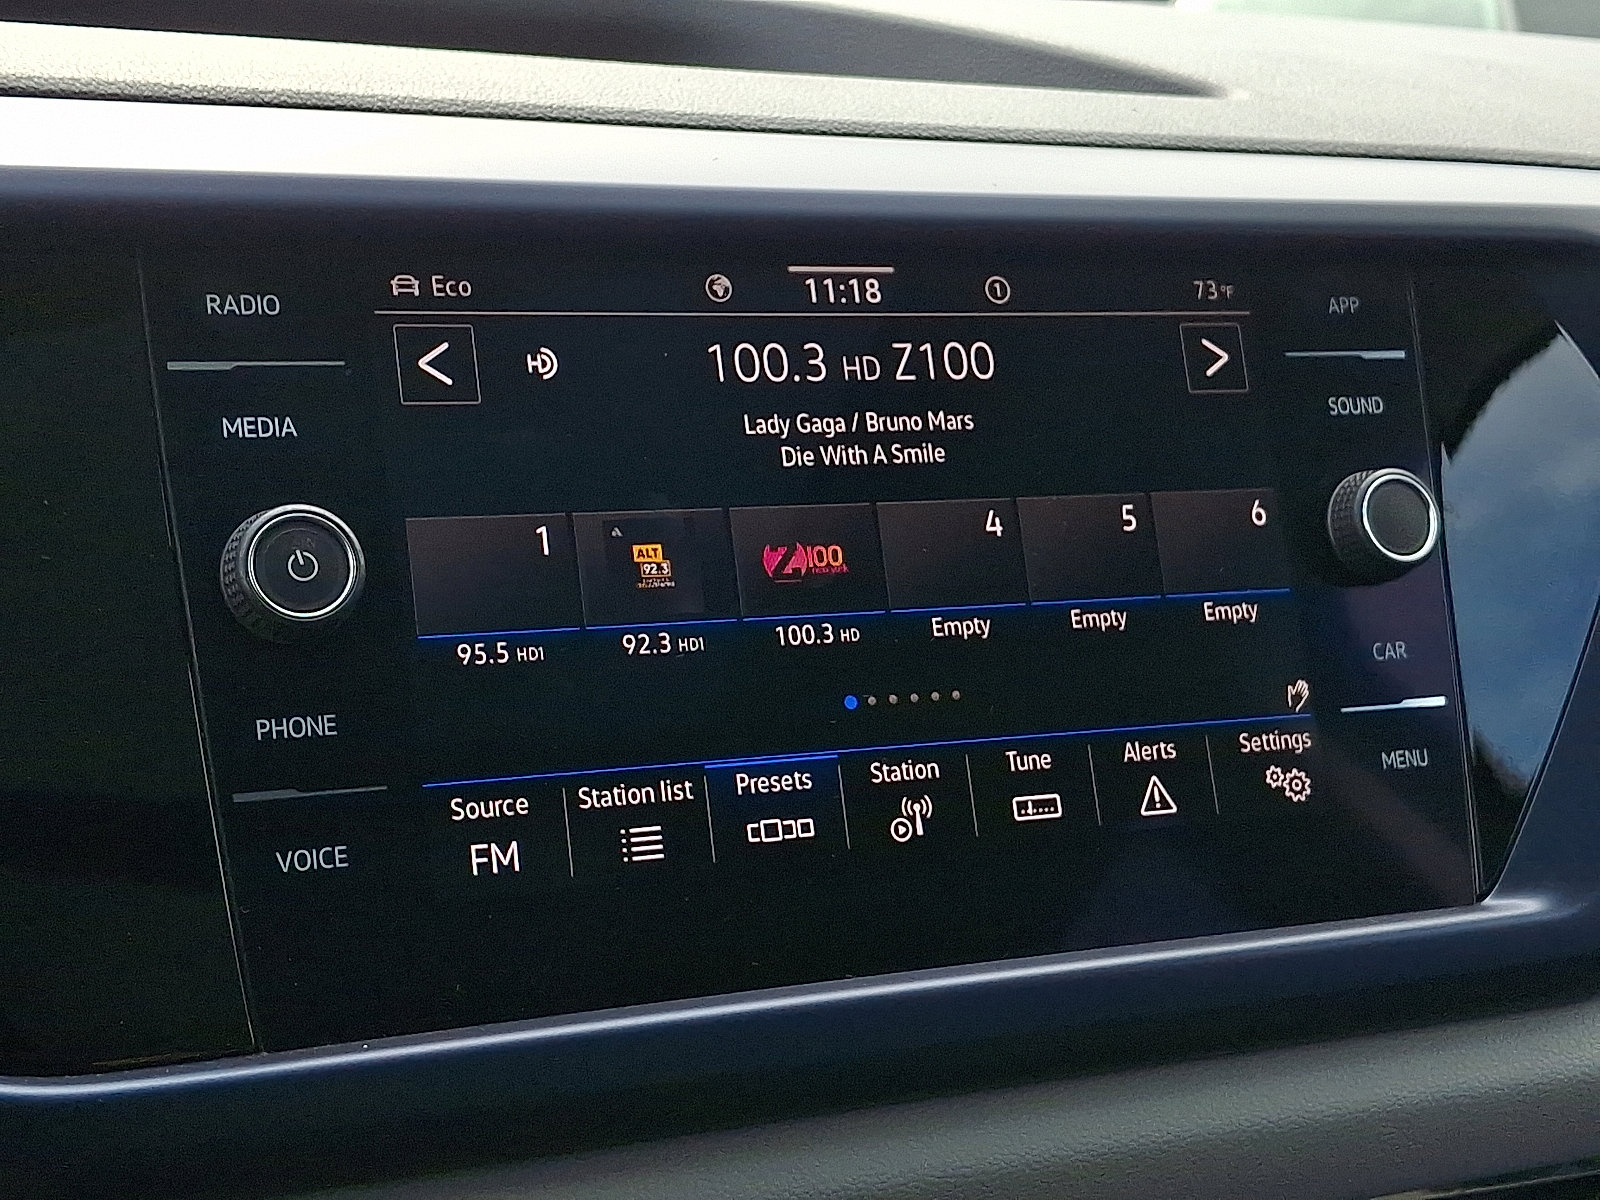 RADIO
MEDIA
PHONE
VOICE
Eco
11:18
1
73°F
HD
100.3 HD Z100
Lady Gaga / Bruno Mars
Die With A Smile
1
ALT
92.3
Z100
4
5
6
95.5 HD1
92.3 HD1
100.3 HD
Empty
Empty
Empty
Source
FM
Station list
Presets
Station
Tune
Alerts
Settings
APP
SOUND
CAR
MENU